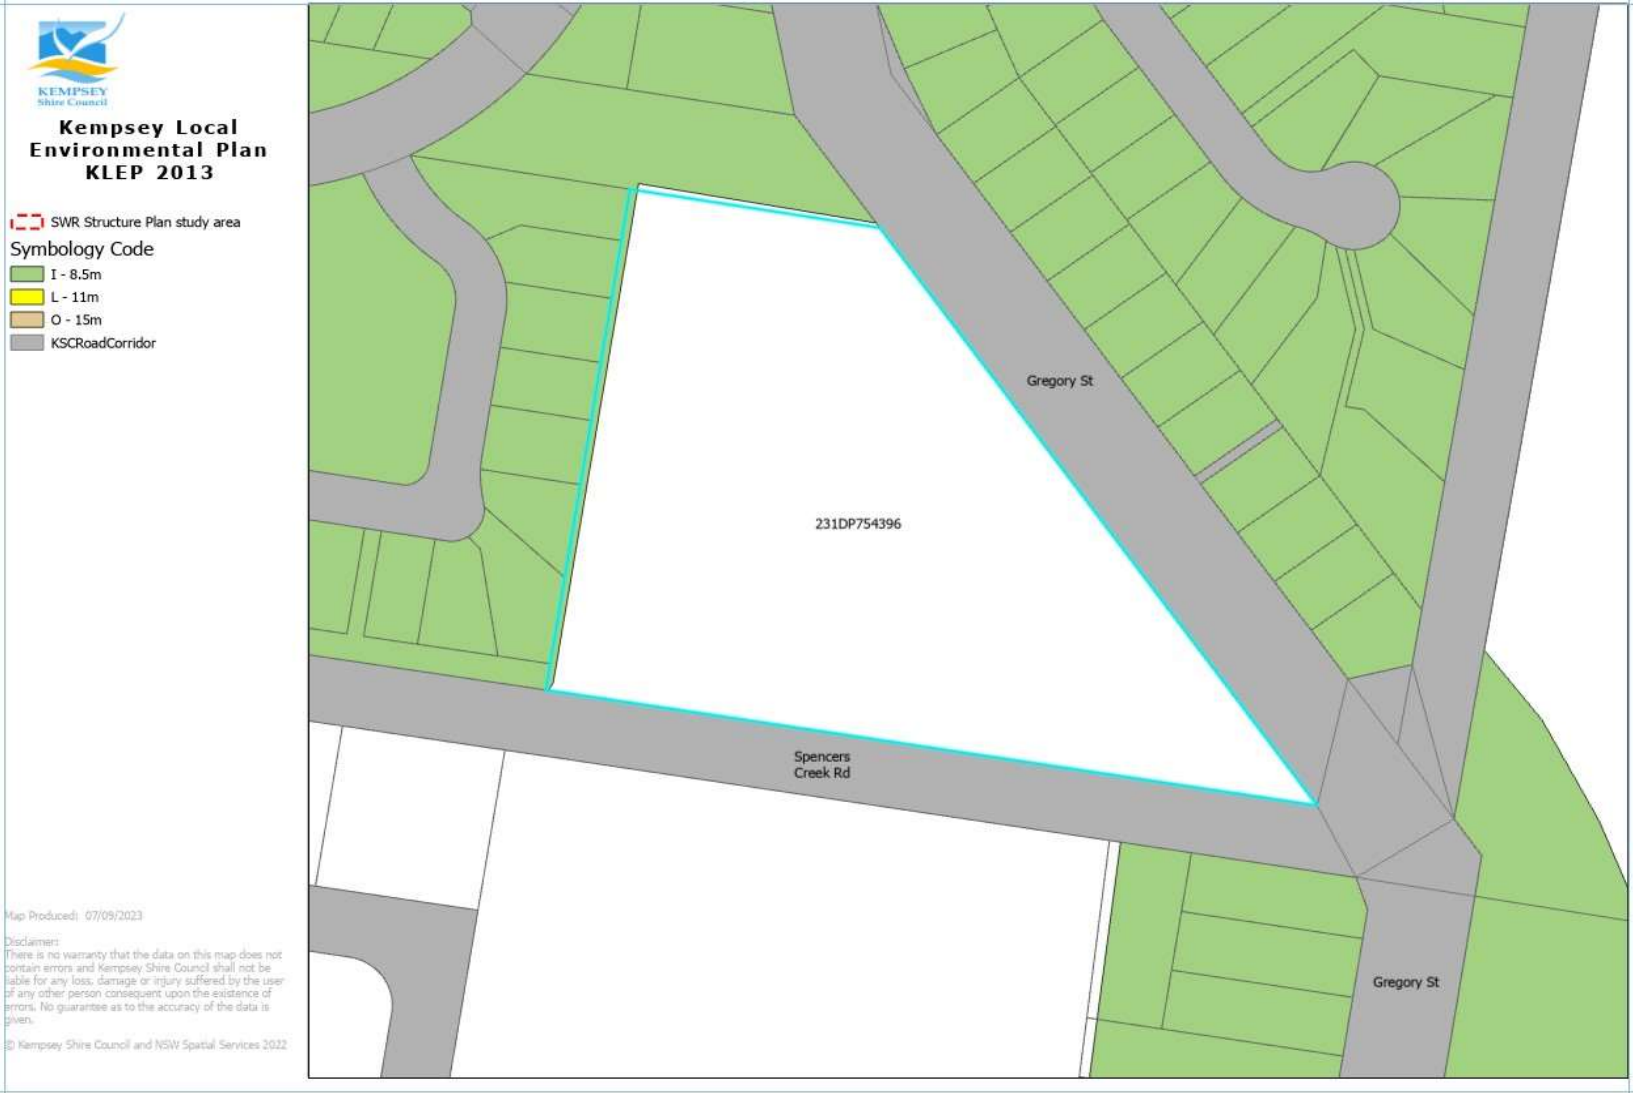 KEMPSEY
Shire Council
Kempsey Local
Environmental Plan
KLEP 2013
SWR Structure Plan study area
Symbology Code
I - 8.5m
L - 11m
O - 15m
KSCRoadCorridor
Gregory St
231DP754396
Spencers
Creek Rd
Gregory St
Map Produced: 07/09/2023
Disclaimer:
There is no warranty that the data on this map does not
contain errors and Kempsey Shire Council shall not be
liable for any loss, damage or injury suffered by the user
of any other person consequent upon the existence of
errors. No guarantee as to the accuracy of the data is
given.
© Kempsey Shire Council and NSW Spatial Services 2022